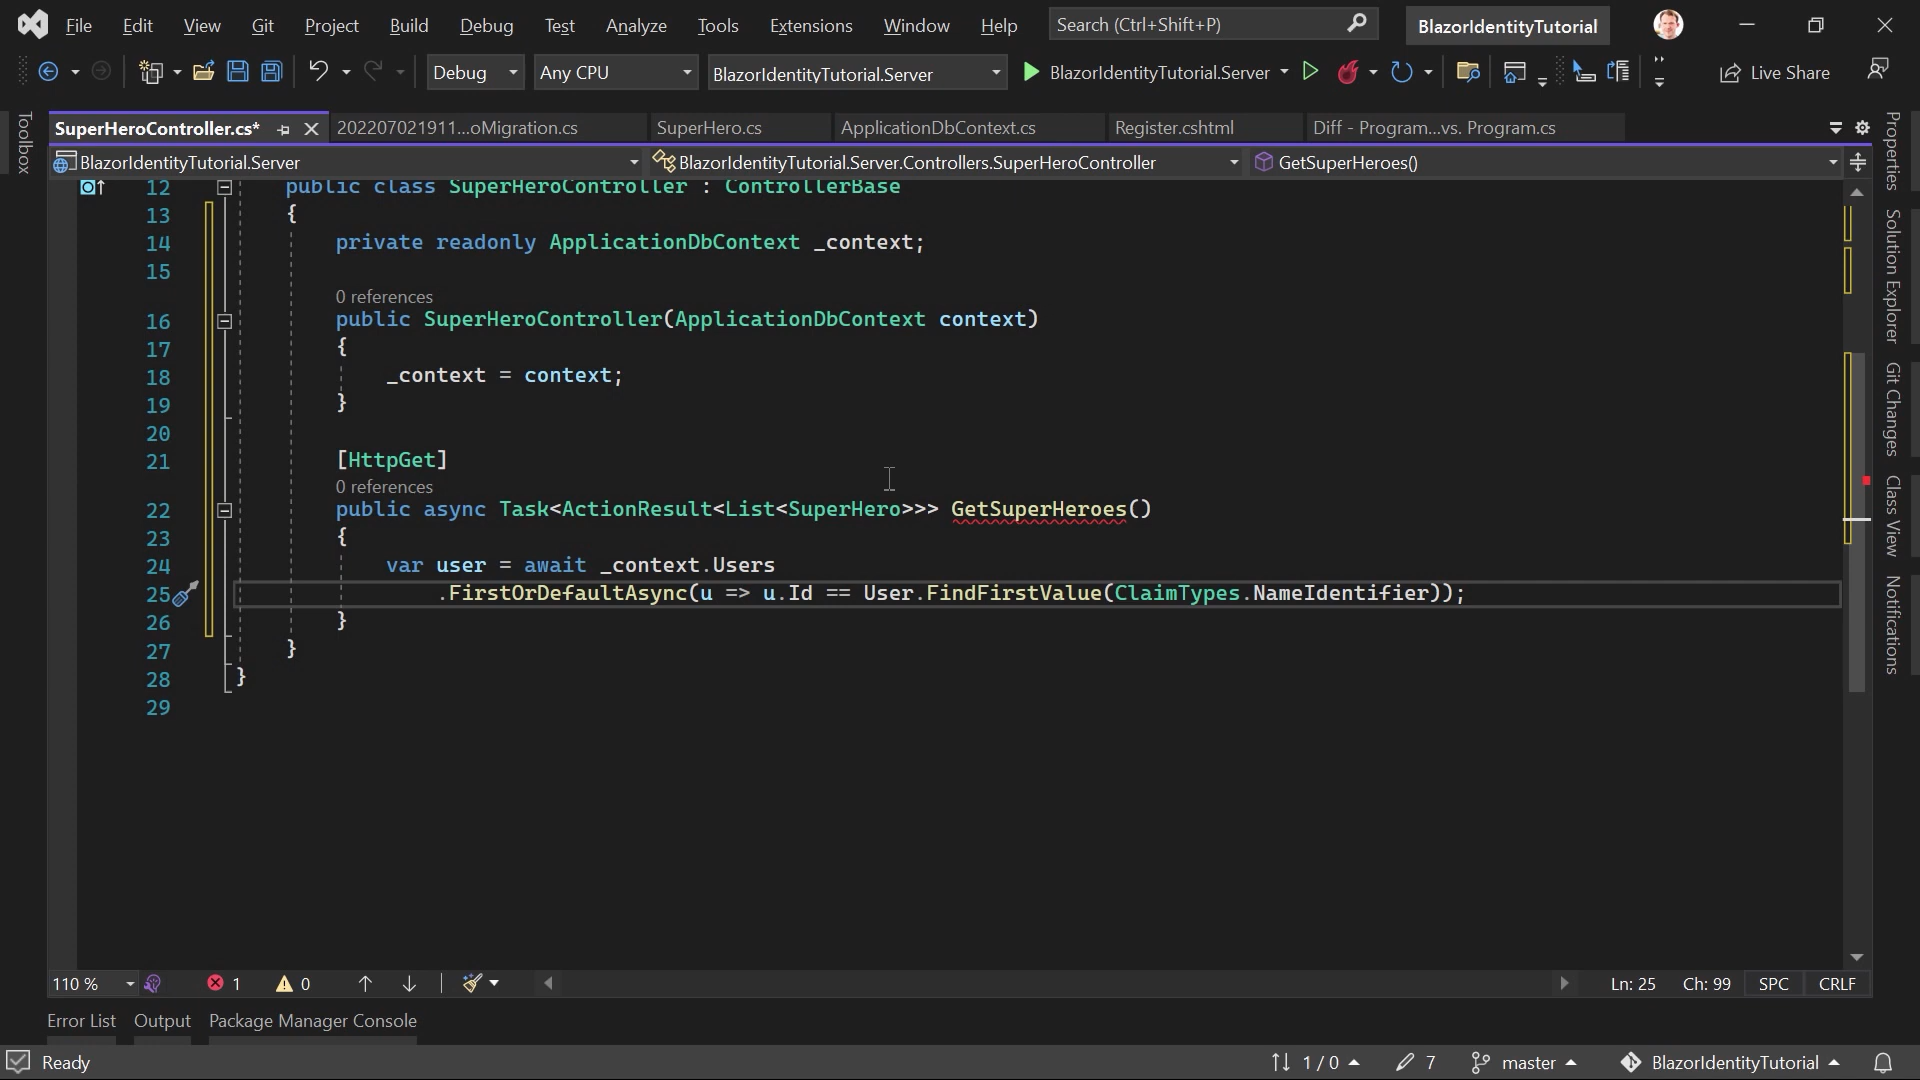 File Edit View Git Project Build Debug Test Analyze Tools Extensions Window Help Search (Ctrl+Shift+P) BlazorIdentityTutorial
Debug Any CPU BlazorIdentityTutorial.Server BlazorIdentityTutorial.Server Live Share
SuperHeroController.cs* 202207021911...oMigration.cs SuperHero.cs ApplicationDbContext.cs Register.cshtml Diff - Program...vs. Program.cs
BlazorIdentityTutorial.Server BlazorIdentityTutorial.Server.Controllers.SuperHeroController GetSuperHeroes()
Toolbox
12 public class SuperHeroController : ControllerBase
13 {
14 private readonly ApplicationDbContext _context;
15
0 references
16 public SuperHeroController(ApplicationDbContext context)
17 {
18 _context = context;
19 }
20
21 [HttpGet]
0 references
22 public async Task<ActionResult<List<SuperHero>>> GetSuperHeroes()
23 {
24 var user = await _context.Users
25 .FirstOrDefaultAsync(u => u.Id == User.FindFirstValue(ClaimTypes.NameIdentifier));
26 }
27 }
28 }
29
Properties
Solution Explorer
Git Changes
Class View
Notifications
110 % 1 0 Ln: 25 Ch: 99 SPC CRLF
Error List Output Package Manager Console
Ready 1 / 0 7 master BlazorIdentityTutorial